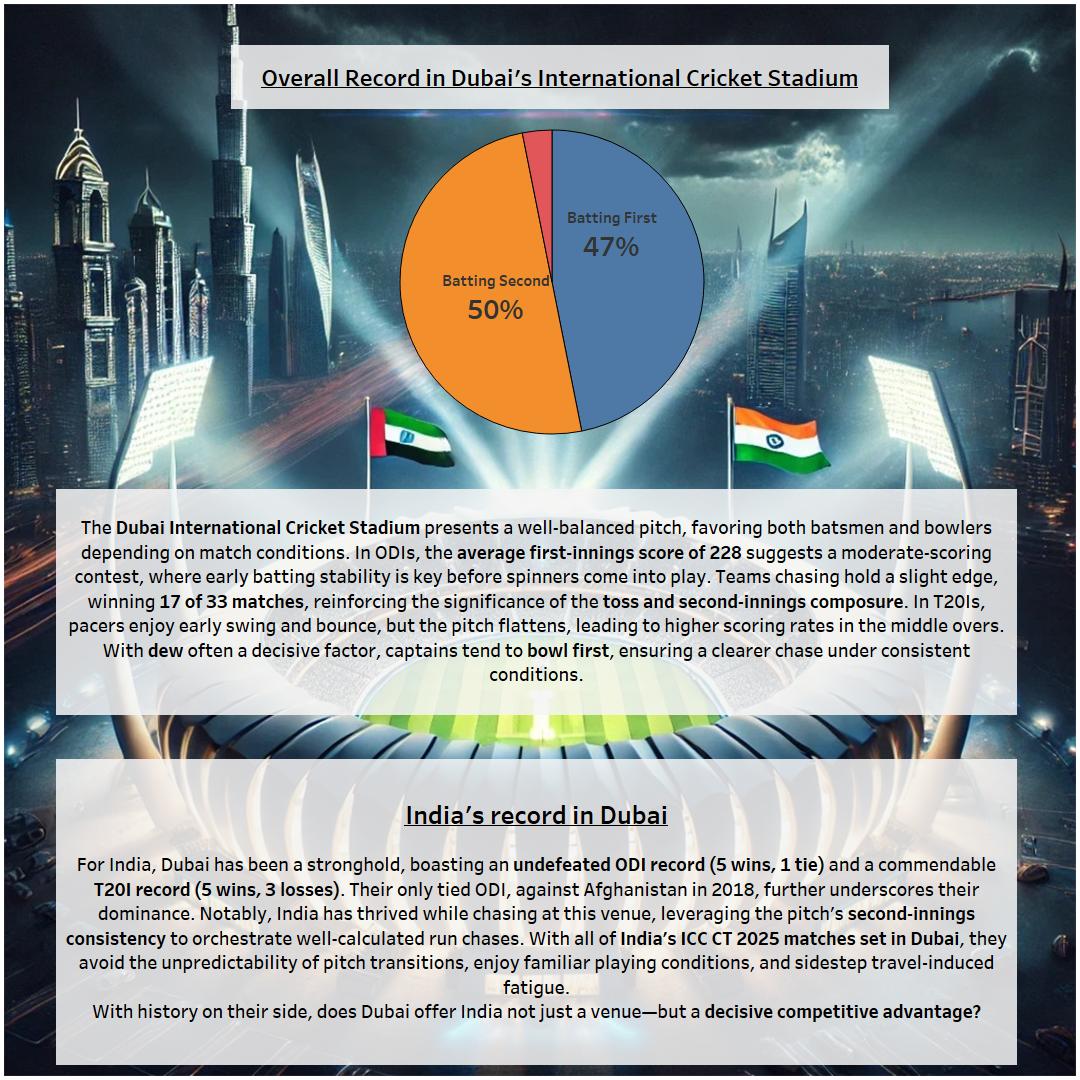 Overall Record in Dubai’s International Cricket Stadium
Batting First
47%
Batting Second
50%
The Dubai International Cricket Stadium presents a well-balanced pitch, favoring both batsmen and bowlers
depending on match conditions. In ODIs, the average first-innings score of 228 suggests a moderate-scoring
contest, where early batting stability is key before spinners come into play. Teams chasing hold a slight edge,
winning 17 of 33 matches, reinforcing the significance of the toss and second-innings composure. In T20Is,
pacers enjoy early swing and bounce, but the pitch flattens, leading to higher scoring rates in the middle overs.
With dew often a decisive factor, captains tend to bowl first, ensuring a clearer chase under consistent
conditions.
India’s record in Dubai
For India, Dubai has been a stronghold, boasting an undefeated ODI record (5 wins, 1 tie) and a commendable
T20I record (5 wins, 3 losses). Their only tied ODI, against Afghanistan in 2018, further underscores their
dominance. Notably, India has thrived while chasing at this venue, leveraging the pitch’s second-innings
consistency to orchestrate well-calculated run chases. With all of India’s ICC CT 2025 matches set in Dubai, they
avoid the unpredictability of pitch transitions, enjoy familiar playing conditions, and sidestep travel-induced
fatigue.
With history on their side, does Dubai offer India not just a venue—but a decisive competitive advantage?